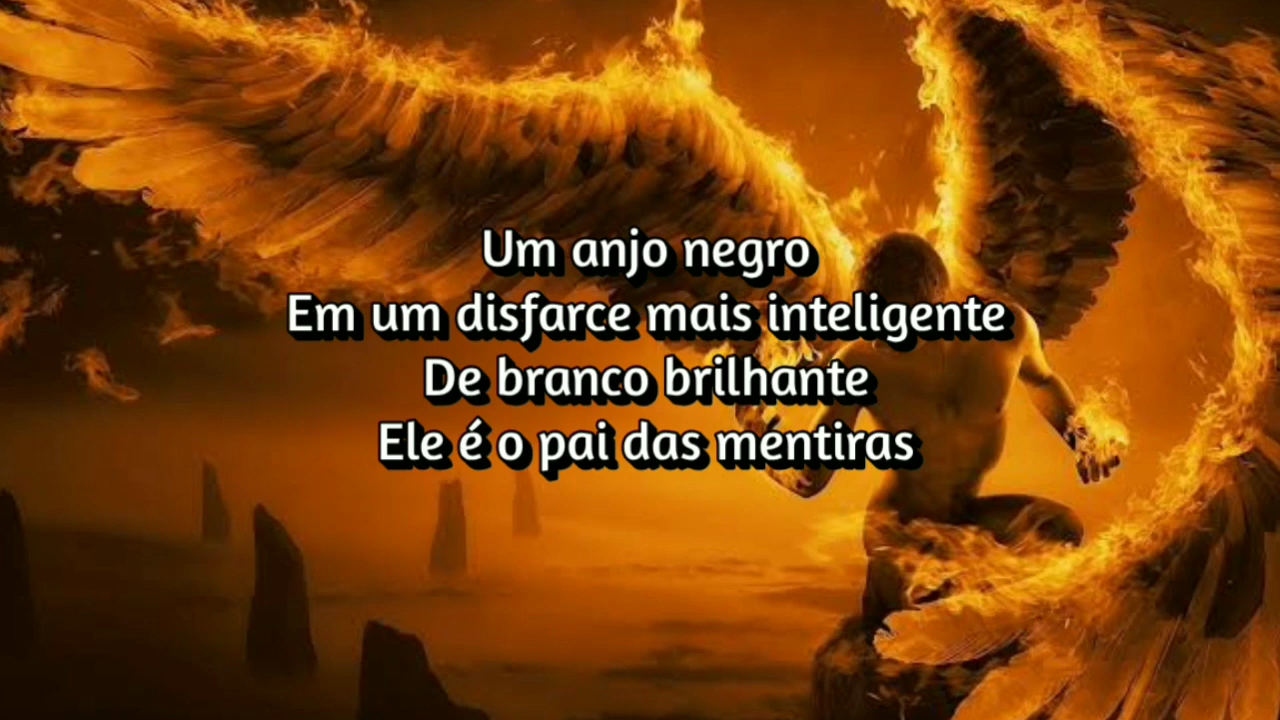 Um anjo negro
Em um disfarce mais inteligente
De branco brilhante
Ele é o pai das mentiras